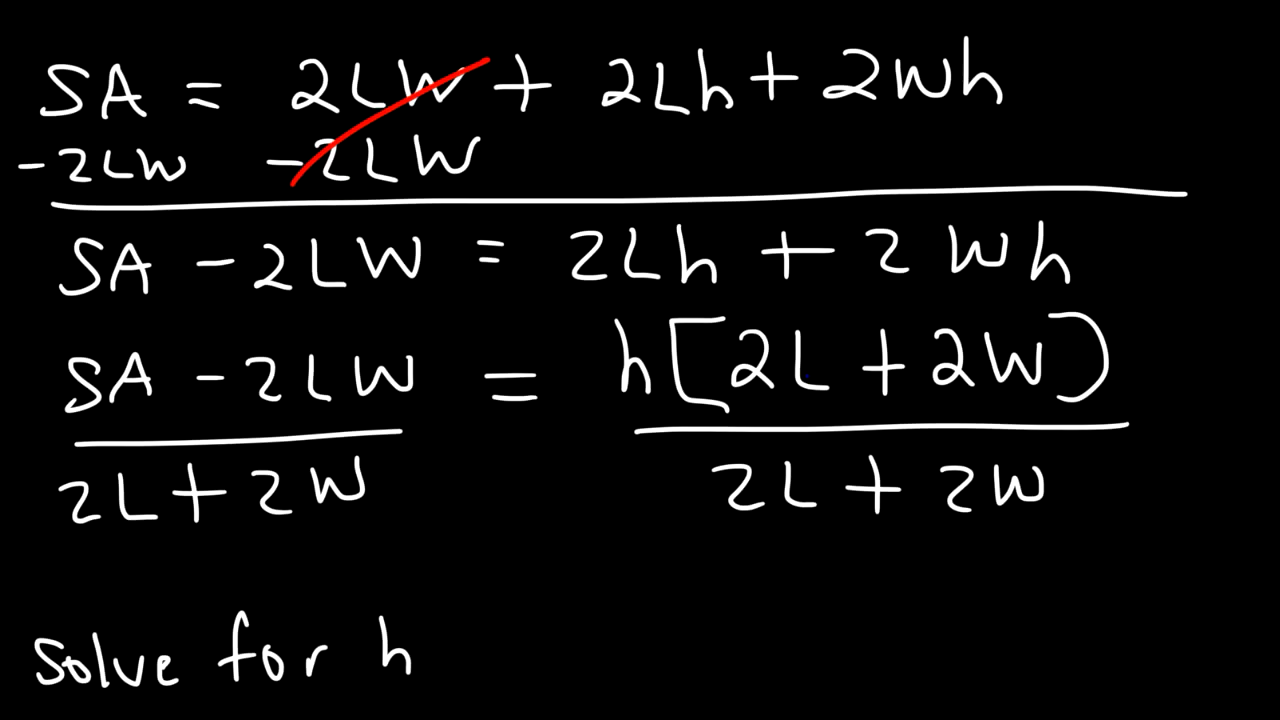 SA = 2LW + 2Lh + 2Wh
-2LW -2LW
SA - 2LW = 2Lh + 2Wh
SA - 2LW = h[2L + 2W)
2L + 2W 2L + 2W
Solve for h